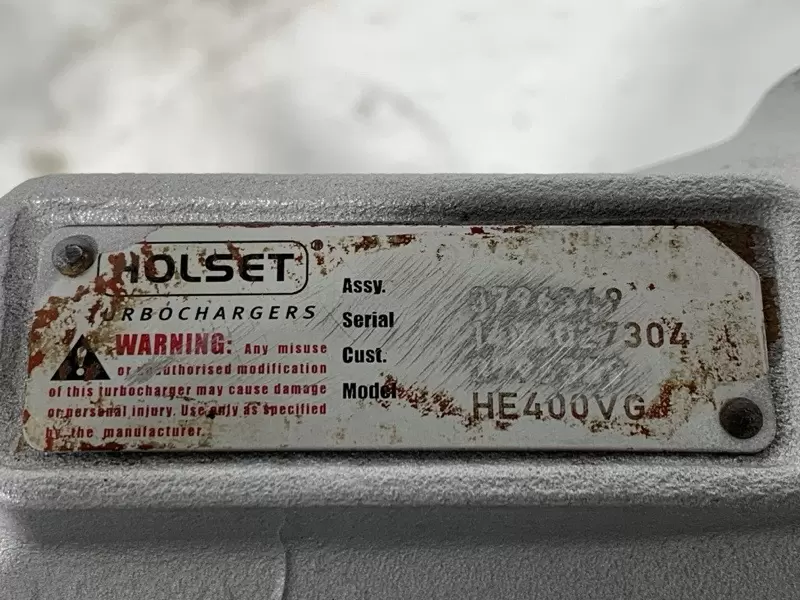 HOLSET®
TURBOCHARGERS
WARNING: Any misuse
or unauthorised modification
of this turbocharger may cause damage
or personal injury. Use only as specified
by the manufacturer.
Assy.
Serial
Cust.
Model HE400VG